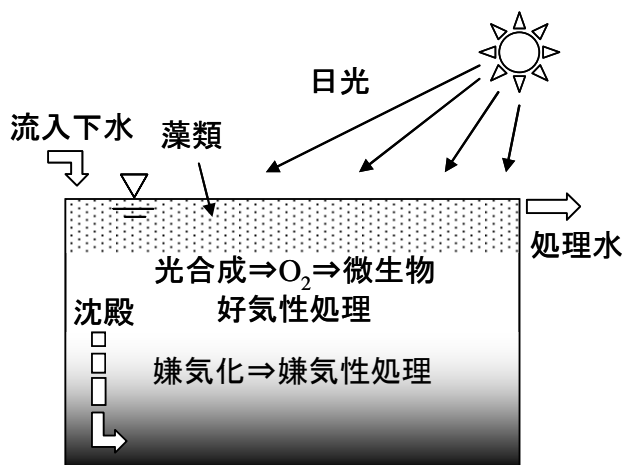 日光
流入下水
藻類
処理水
光合成⇒O₂⇒微生物
好気性処理
沈殿
嫌気化⇒嫌気性処理